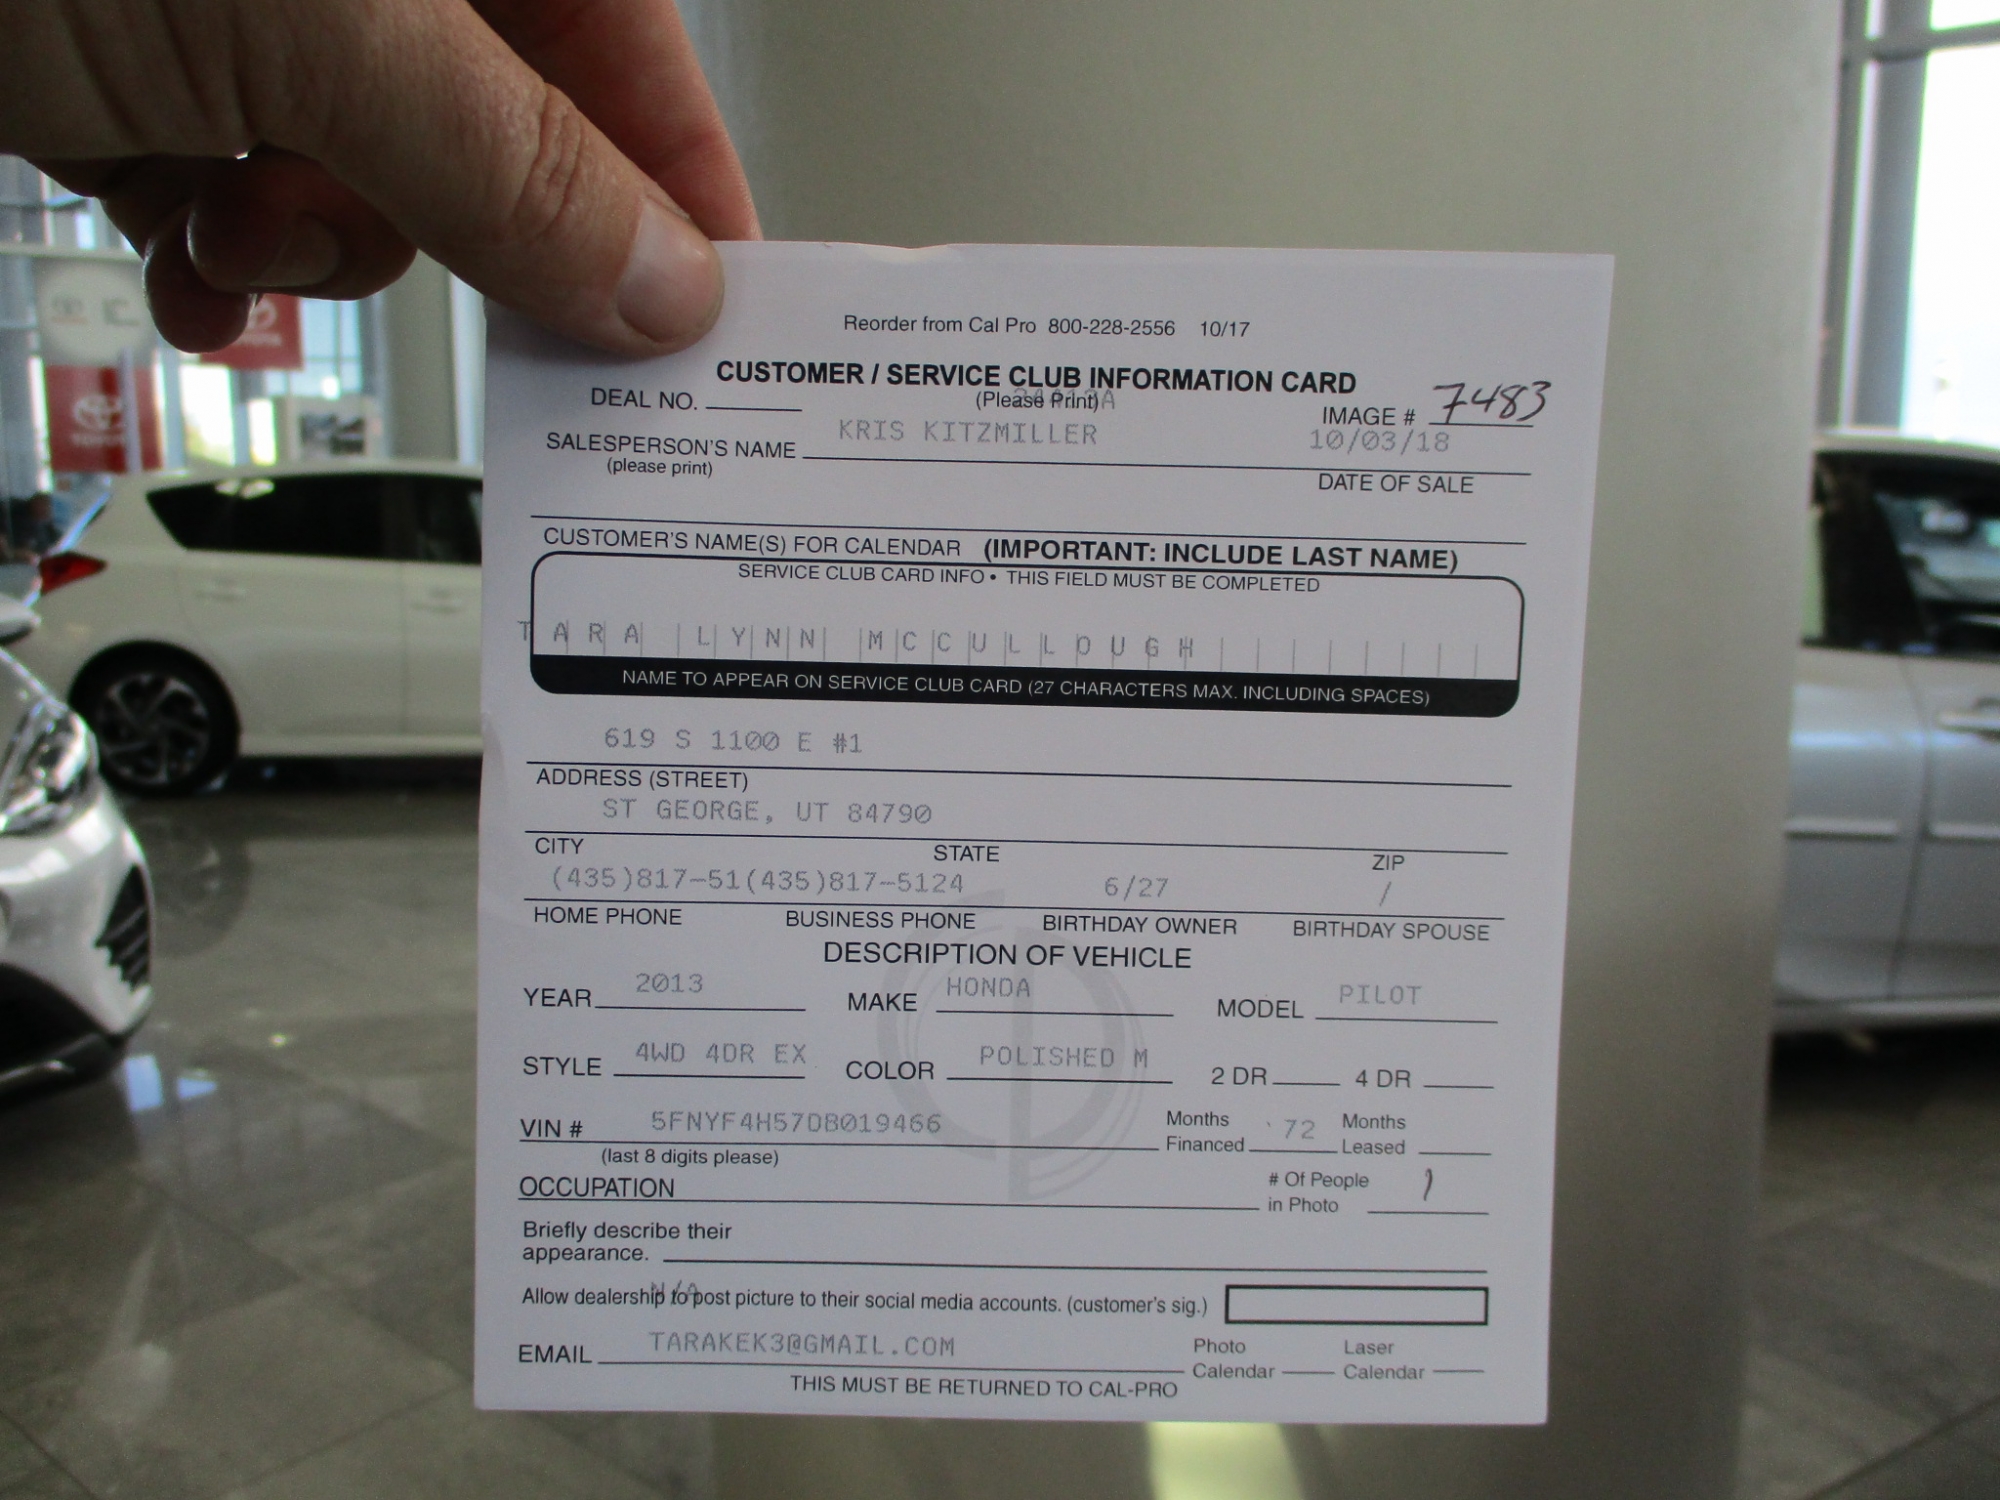 Reorder from Cal Pro 800-228-2556 10/17
CUSTOMER / SERVICE CLUB INFORMATION CARD
DEAL NO. (Please Print) IMAGE # 7483
SALESPERSON'S NAME KRIS KITZMILLER 10/03/18
(please print) DATE OF SALE
CUSTOMER'S NAME(S) FOR CALENDAR (IMPORTANT: INCLUDE LAST NAME)
SERVICE CLUB CARD INFO • THIS FIELD MUST BE COMPLETED
TARA LYNN MCCULLOUGH
NAME TO APPEAR ON SERVICE CLUB CARD (27 CHARACTERS MAX. INCLUDING SPACES)
619 S 1100 E #1
ADDRESS (STREET)
ST GEORGE, UT 84790
CITY STATE ZIP
(435)817-51(435)817-5124 6/27 /
HOME PHONE BUSINESS PHONE BIRTHDAY OWNER BIRTHDAY SPOUSE
DESCRIPTION OF VEHICLE
YEAR 2013 MAKE HONDA MODEL PILOT
STYLE 4WD 4DR EX COLOR POLISHED M 2 DR 4 DR
VIN # 5FNYF4H57DB019466 Months Financed 72 Months Leased
(last 8 digits please)
OCCUPATION # Of People in Photo 1
Briefly describe their
appearance.
Allow dealership to post picture to their social media accounts. (customer's sig.)
N/A
EMAIL TARAKEK3@GMAIL.COM Photo Calendar Laser Calendar
THIS MUST BE RETURNED TO CAL-PRO
TOYOTA